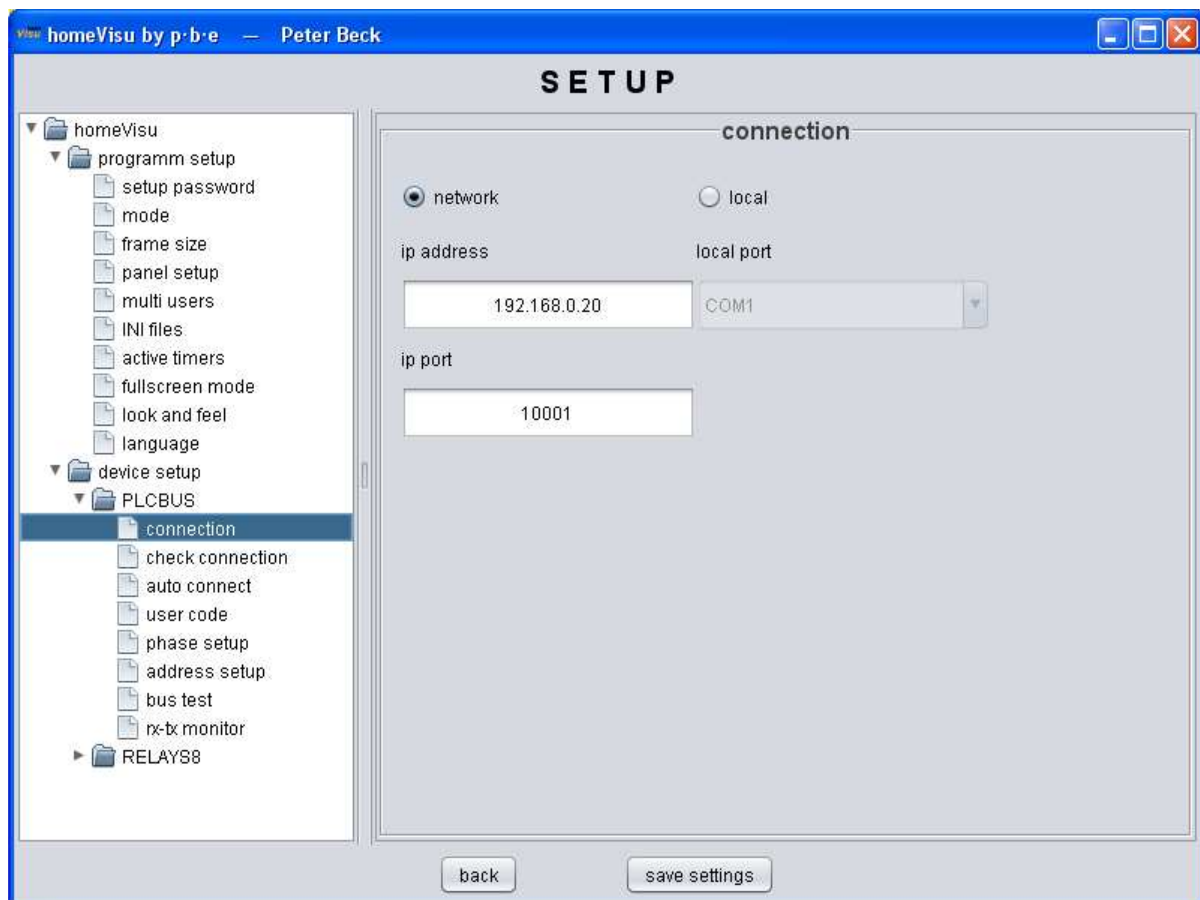 Visu homeVisu by p·b·e — Peter Beck
SETUP
homeVisu
programm setup
setup password
mode
frame size
panel setup
multi users
INI files
active timers
fullscreen mode
look and feel
language
device setup
PLCBUS
connection
check connection
auto connect
user code
phase setup
address setup
bus test
rx-tx monitor
RELAYS8
connection
network local
ip address local port
192.168.0.20 COM1
ip port
10001
back save settings